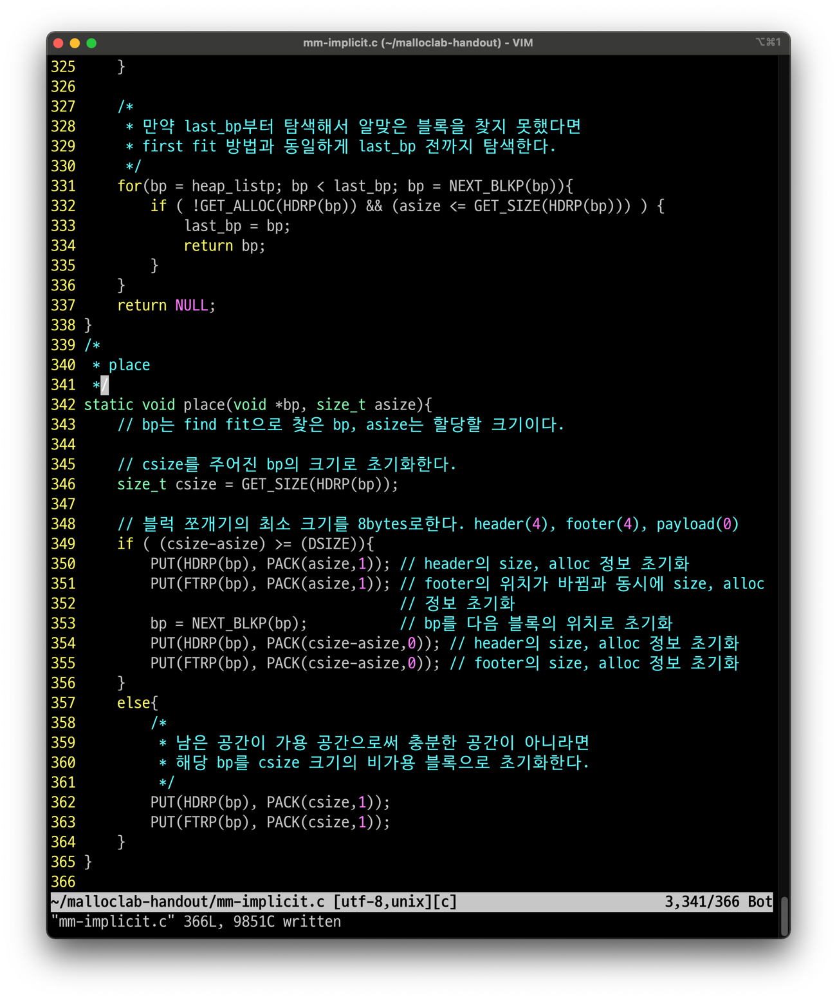 mm-implicit.c (~/malloclab-handout) - VIM
⌥⌘1
325     }
326
327     /*
328      * 만약 last_bp부터 탐색해서 알맞은 블록을 찾지 못했다면
329      * first fit 방법과 동일하게 last_bp 전까지 탐색한다.
330      */
331     for(bp = heap_listp; bp < last_bp; bp = NEXT_BLKP(bp)){
332         if ( !GET_ALLOC(HDRP(bp)) && (asize <= GET_SIZE(HDRP(bp))) ) {
333             last_bp = bp;
334             return bp;
335         }
336     }
337     return NULL;
338 }
339 /*
340  * place
341  */
342 static void place(void *bp, size_t asize){
343     // bp는 find fit으로 찾은 bp, asize는 할당할 크기이다.
344
345     // csize를 주어진 bp의 크기로 초기화한다.
346     size_t csize = GET_SIZE(HDRP(bp));
347
348     // 블럭 쪼개기의 최소 크기를 8bytes로한다. header(4), footer(4), payload(0)
349     if ( (csize-asize) >= (DSIZE)){
350         PUT(HDRP(bp), PACK(asize,1)); // header의 size, alloc 정보 초기화
351         PUT(FTRP(bp), PACK(asize,1)); // footer의 위치가 바뀜과 동시에 size, alloc
352                                       // 정보 초기화
353         bp = NEXT_BLKP(bp);           // bp를 다음 블록의 위치로 초기화
354         PUT(HDRP(bp), PACK(csize-asize,0)); // header의 size, alloc 정보 초기화
355         PUT(FTRP(bp), PACK(csize-asize,0)); // footer의 size, alloc 정보 초기화
356     }
357     else{
358         /*
359          * 남은 공간이 가용 공간으로써 충분한 공간이 아니라면
360          * 해당 bp를 csize 크기의 비가용 블록으로 초기화한다.
361          */
362         PUT(HDRP(bp), PACK(csize,1));
363         PUT(FTRP(bp), PACK(csize,1));
364     }
365 }
366
~/malloclab-handout/mm-implicit.c [utf-8,unix][c] 3,341/366 Bot
"mm-implicit.c" 366L, 9851C written